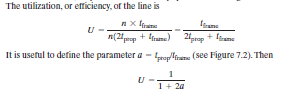 The utilization, or efficiency, of the line is
U - n × t_frame / n(2t_prop + t_frame) - t_frame / 2t_prop + t_frame
It is useful to define the parameter a - t_prop/t_frame (see Figure 7.2). Then
U - 1 / 1 + 2a